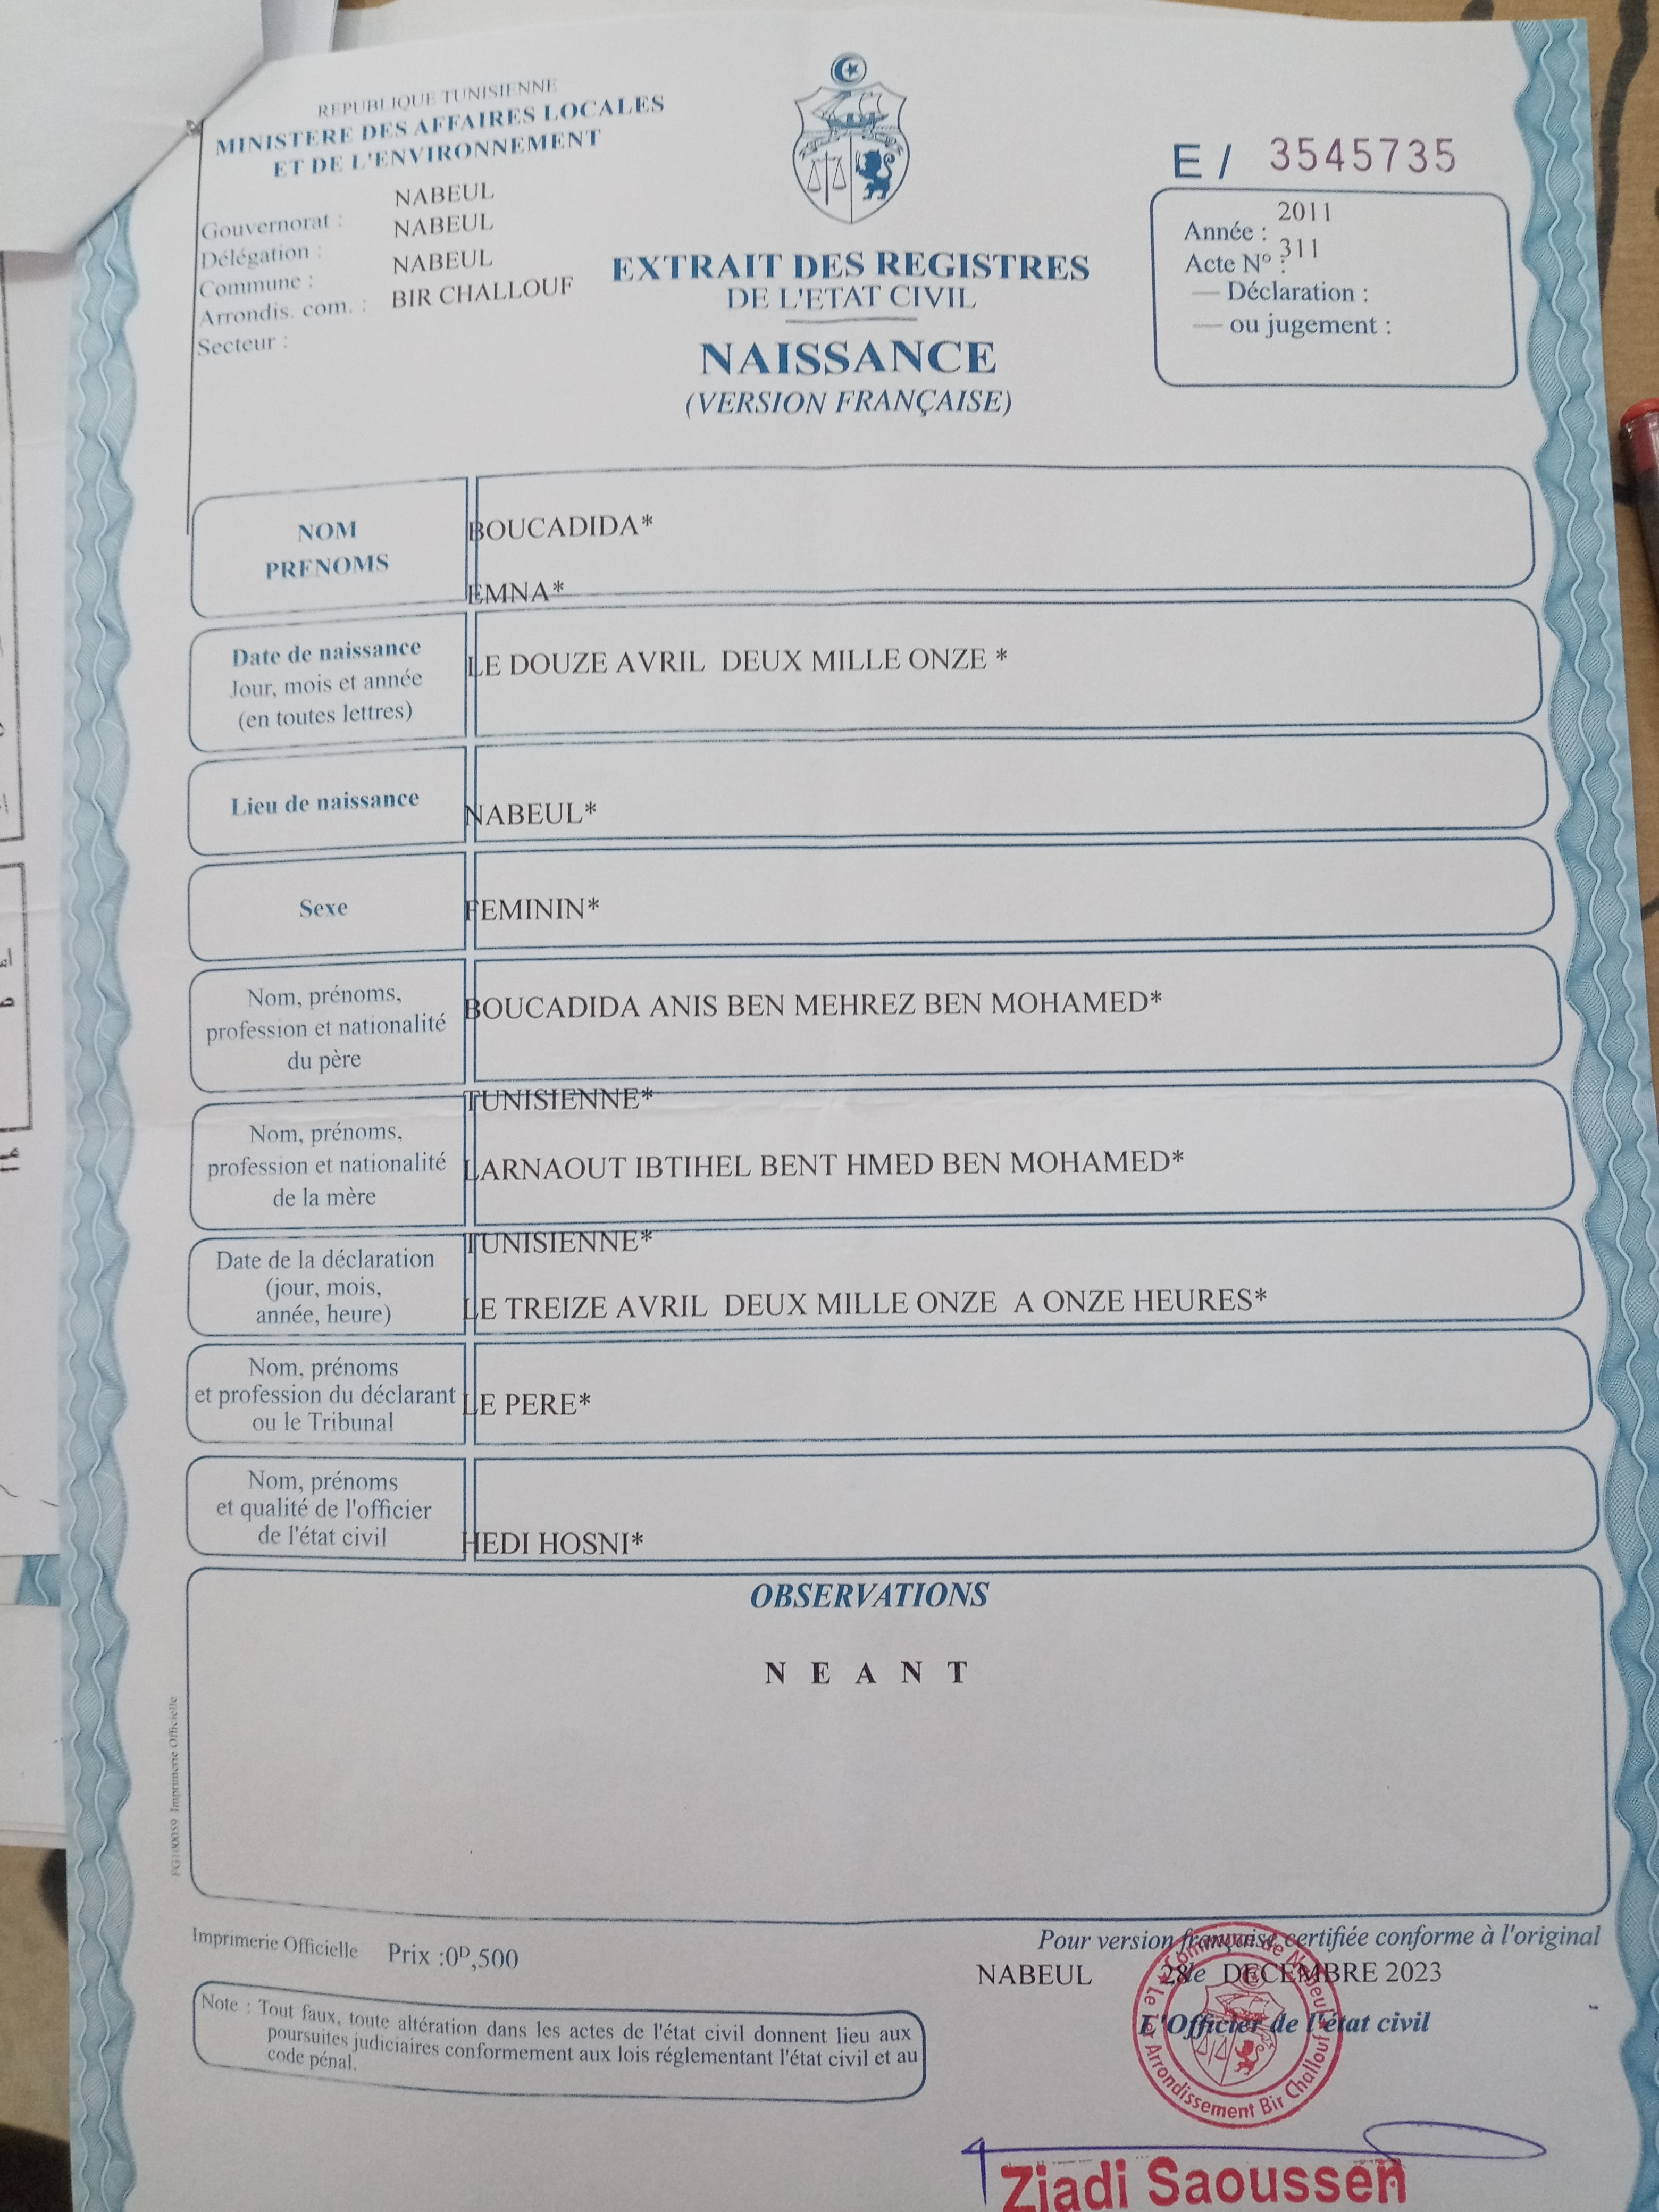 REPUBLIQUE TUNISIENNE
MINISTERE DES AFFAIRES LOCALES
ET DE L'ENVIRONNEMENT
NABEUL
Gouvernorat :
NABEUL
Délégation :
NABEUL
Commune :
BIR CHALLOUF
Arrondis. com. :
Secteur :
E / 3545735
2011
Année :
311
Acte N° :
— Déclaration :
— ou jugement :
EXTRAIT DES REGISTRES
DE L'ETAT CIVIL
NAISSANCE
(VERSION FRANÇAISE)
NOM
PRENOMS
BOUCADIDA*
EMNA*
Date de naissance
Jour, mois et année
(en toutes lettres)
LE DOUZE AVRIL DEUX MILLE ONZE *
Lieu de naissance
NABEUL*
Sexe
FEMININ*
Nom, prénoms,
profession et nationalité
du père
BOUCADIDA ANIS BEN MEHREZ BEN MOHAMED*
TUNISIENNE*
Nom, prénoms,
profession et nationalité
de la mère
LARNAOUT IBTIHEL BENT HMED BEN MOHAMED*
TUNISIENNE*
Date de la déclaration
(jour, mois,
année, heure)
LE TREIZE AVRIL DEUX MILLE ONZE A ONZE HEURES*
Nom, prénoms
et profession du déclarant
ou le Tribunal
LE PERE*
Nom, prénoms
et qualité de l'officier
de l'état civil
HEDI HOSNI*
OBSERVATIONS
N E A N T
FG100059 Imprimerie Officielle
Imprimerie Officielle Prix :0D,500
Note : Tout faux, toute altération dans les actes de l'état civil donnent lieu aux
poursuites judiciaires conformement aux lois réglementant l'état civil et au
code pénal.
Pour version française certifiée conforme à l'original
NABEUL 28 le DECEMBRE 2023
L'Officier de l'état civil
Commune de Nabeul
Le 1er Arrondissement Bir Challouf
Ziadi Saoussen